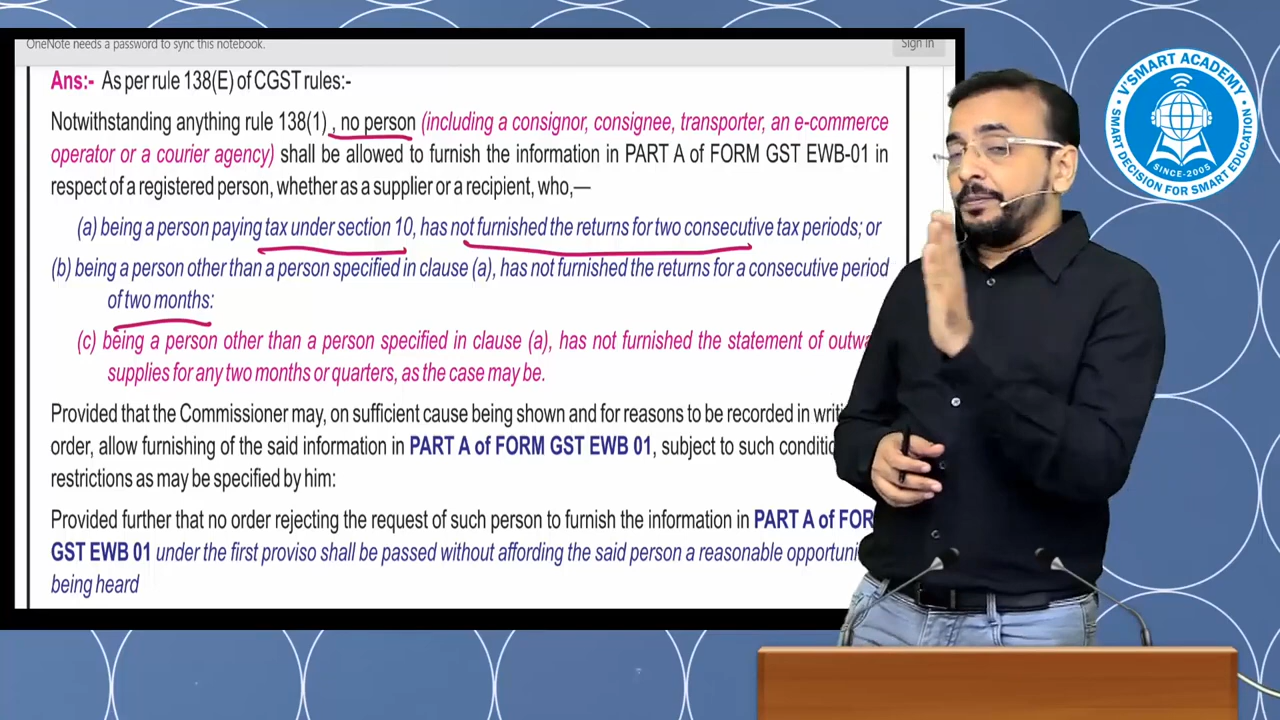 OneNote needs a password to sync this notebook.
Sign in
Ans:- As per rule 138(E) of CGST rules:-
Notwithstanding anything rule 138(1) , no person (including a consignor, consignee, transporter, an e-commerce
operator or a courier agency) shall be allowed to furnish the information in PART A of FORM GST EWB-01 in
respect of a registered person, whether as a supplier or a recipient, who,—
(a) being a person paying tax under section 10, has not furnished the returns for two consecutive tax periods; or
(b) being a person other than a person specified in clause (a), has not furnished the returns for a consecutive period
of two months:
(c) being a person other than a person specified in clause (a), has not furnished the statement of
supplies for any two months or quarters, as the case may be.
Provided that the Commissioner may, on sufficient cause being shown and for reasons to be recorded in
order, allow furnishing of the said information in PART A of FORM GST EWB 01, subject to such
restrictions as may be specified by him:
Provided further that no order rejecting the request of such person to furnish the information in PART A of
GST EWB 01 under the first proviso shall be passed without affording the said person a reasonable
being heard
V'SMART ACADEMY
SINCE-2005
SMART DECISION FOR SMART EDUCATION